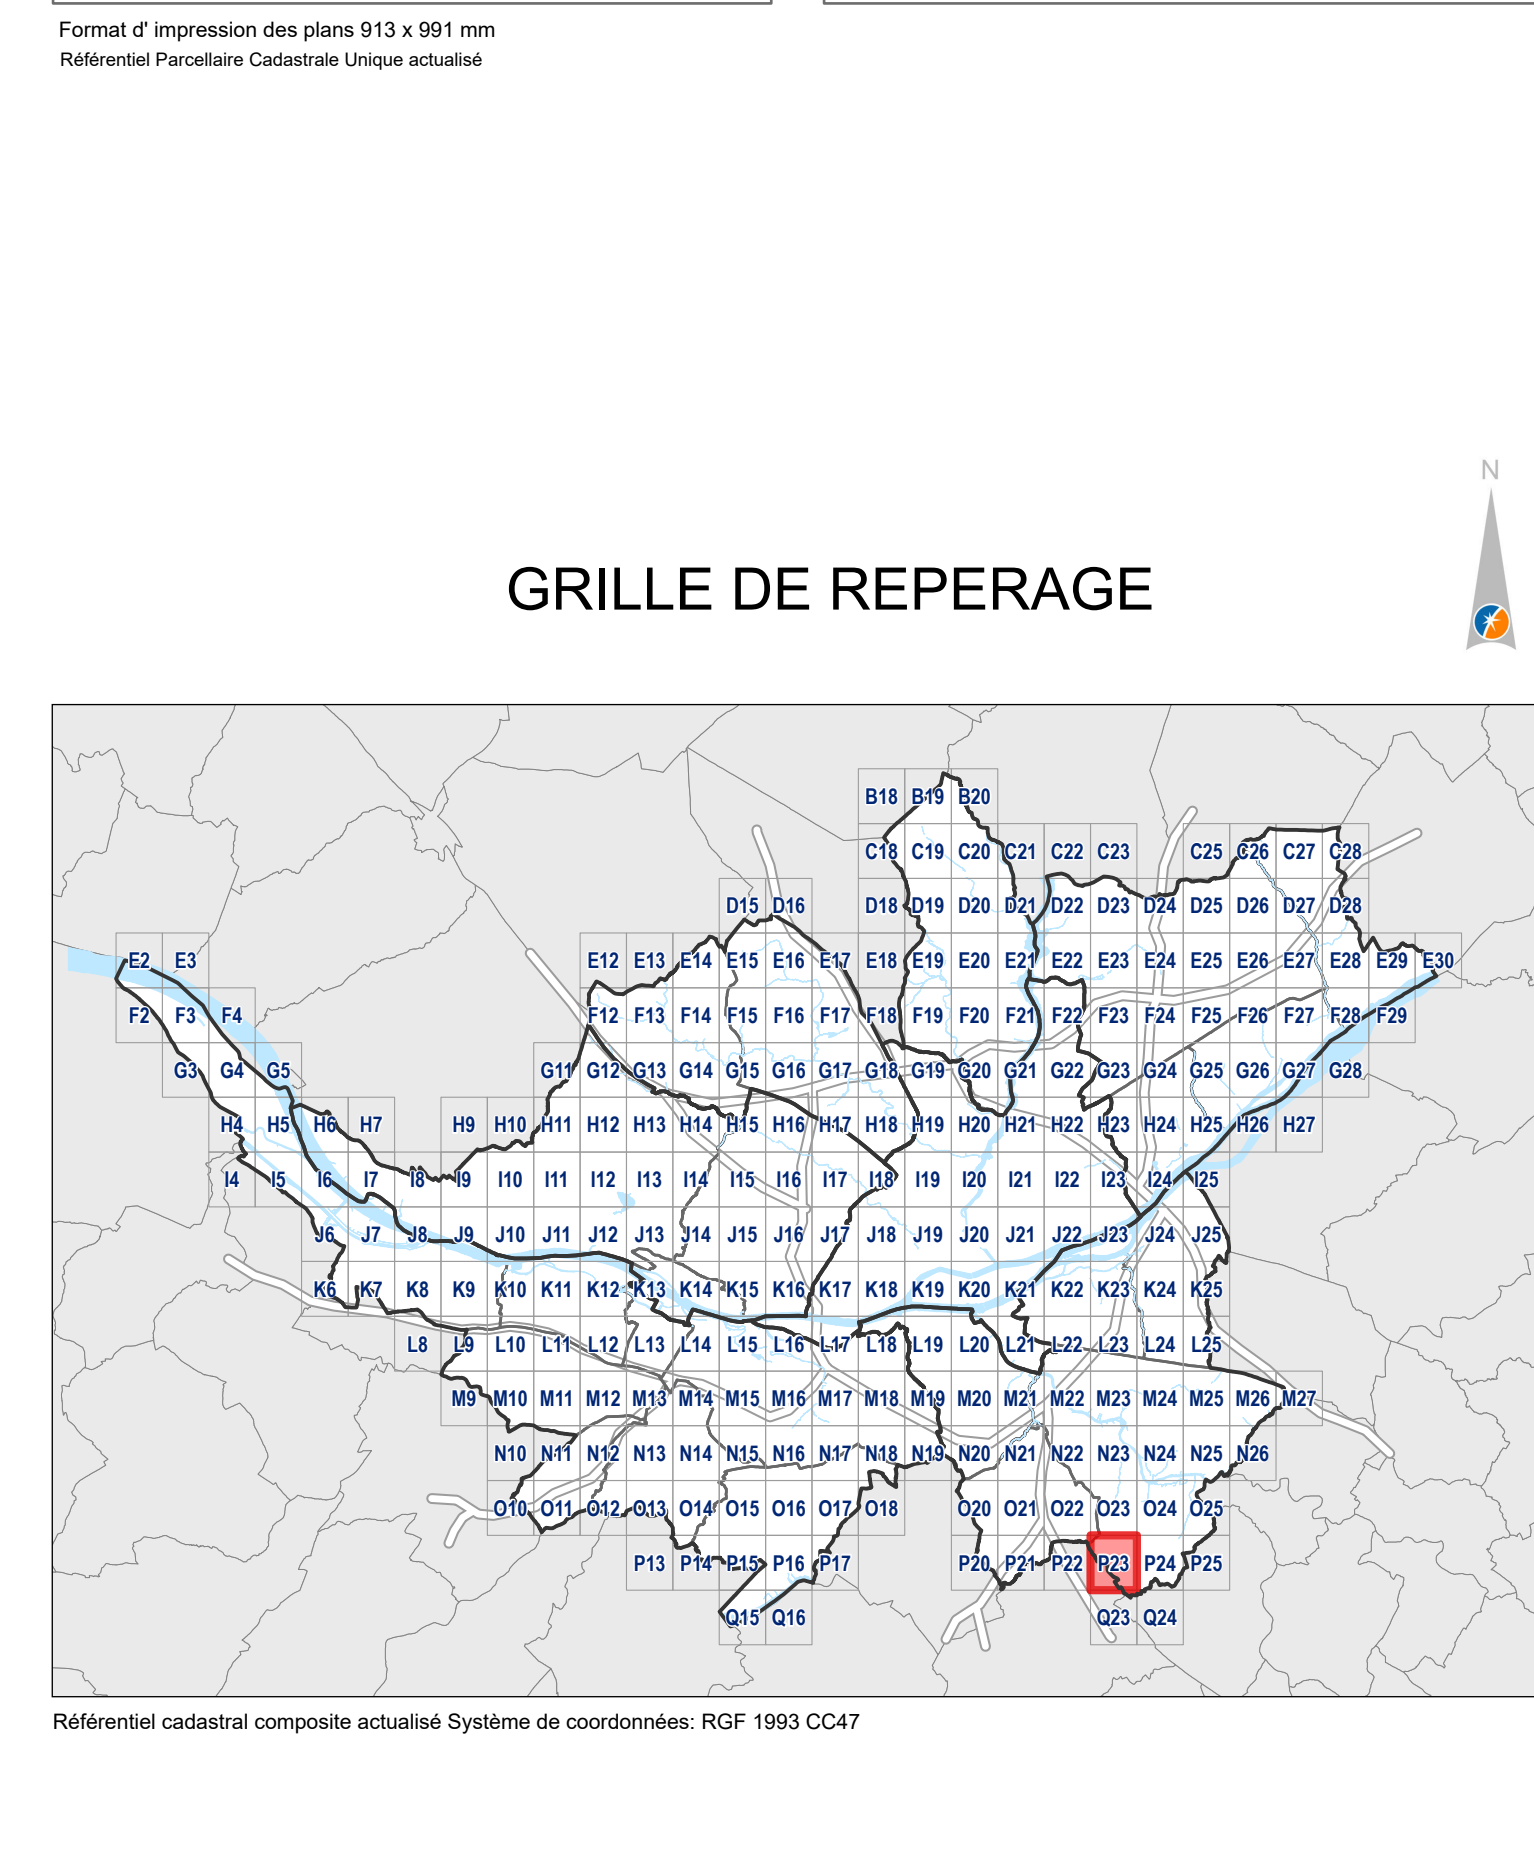 Format d' impression des plans 913 x 991 mm
Référentiel Parcellaire Cadastrale Unique actualisé
N
GRILLE DE REPERAGE
B18 B19 B20
C18 C19 C20 C21 C22 C23 C25 C26 C27 C28
D15 D16 D18 D19 D20 D21 D22 D23 D24 D25 D26 D27 D28
E2 E3 E12 E13 E14 E15 E16 E17 E18 E19 E20 E21 E22 E23 E24 E25 E26 E27 E28 E29 E30
F2 F3 F4 F12 F13 F14 F15 F16 F17 F18 F19 F20 F21 F22 F23 F24 F25 F26 F27 F28 F29
G3 G4 G5 G11 G12 G13 G14 G15 G16 G17 G18 G19 G20 G21 G22 G23 G24 G25 G26 G27 G28
H4 H5 H6 H7 H9 H10 H11 H12 H13 H14 H15 H16 H17 H18 H19 H20 H21 H22 H23 H24 H25 H26 H27
I4 I5 I6 I7 I8 I9 I10 I11 I12 I13 I14 I15 I16 I17 I18 I19 I20 I21 I22 I23 I24 I25
J6 J7 J8 J9 J10 J11 J12 J13 J14 J15 J16 J17 J18 J19 J20 J21 J22 J23 J24 J25
K6 K7 K8 K9 K10 K11 K12 K13 K14 K15 K16 K17 K18 K19 K20 K21 K22 K23 K24 K25
L8 L9 L10 L11 L12 L13 L14 L15 L16 L17 L18 L19 L20 L21 L22 L23 L24 L25
M9 M10 M11 M12 M13 M14 M15 M16 M17 M18 M19 M20 M21 M22 M23 M24 M25 M26 M27
N10 N11 N12 N13 N14 N15 N16 N17 N18 N19 N20 N21 N22 N23 N24 N25 N26
O10 O11 O12 O13 O14 O15 O16 O17 O18 O20 O21 O22 O23 O24 O25
P13 P14 P15 P16 P17 P20 P21 P22 P23 P24 P25
Q15 Q16 Q23 Q24
Référentiel cadastral composite actualisé Système de coordonnées: RGF 1993 CC47